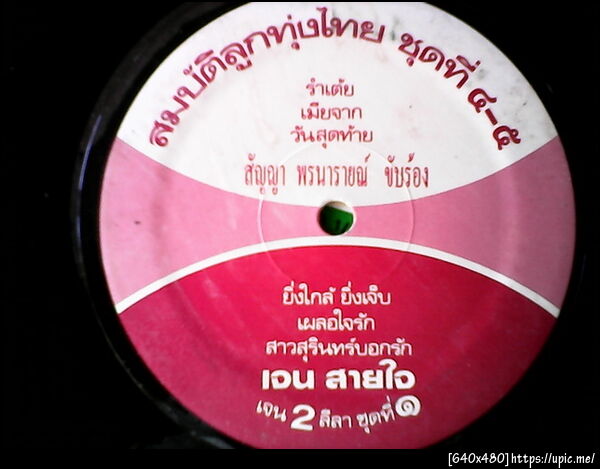 สมบัติลูกทุ่งไทย ชุดที่ ๔-๕
รำเต้ย
เมียจาก
วันสุดท้าย
สัญญา พรนารายณ์ ขับร้อง
ยิ่งใกล้ ยิ่งเจ็บ
เผลอใจรัก
สาวสุรินทร์บอกรัก
เจน สายใจ
เจน 2 ลีลา ชุดที่ ๑
[640x480]https://upic.me/